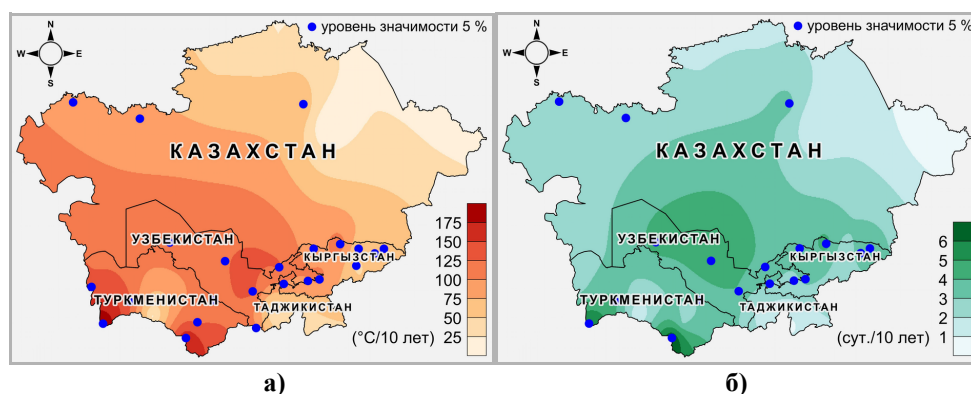 N
W E
S
уровень значимости 5 %
КАЗАХСТАН
УЗБЕКИСТАН
КЫРГЫЗСТАН
ТУРКМЕНИСТАН
ТАДЖИКИСТАН
175
150
125
100
75
50
25
(°C/10 лет)
а)
N
W E
S
уровень значимости 5 %
КАЗАХСТАН
УЗБЕКИСТАН
КЫРГЫЗСТАН
ТУРКМЕНИСТАН
ТАДЖИКИСТАН
6
5
4
3
2
1
(сут./10 лет)
б)